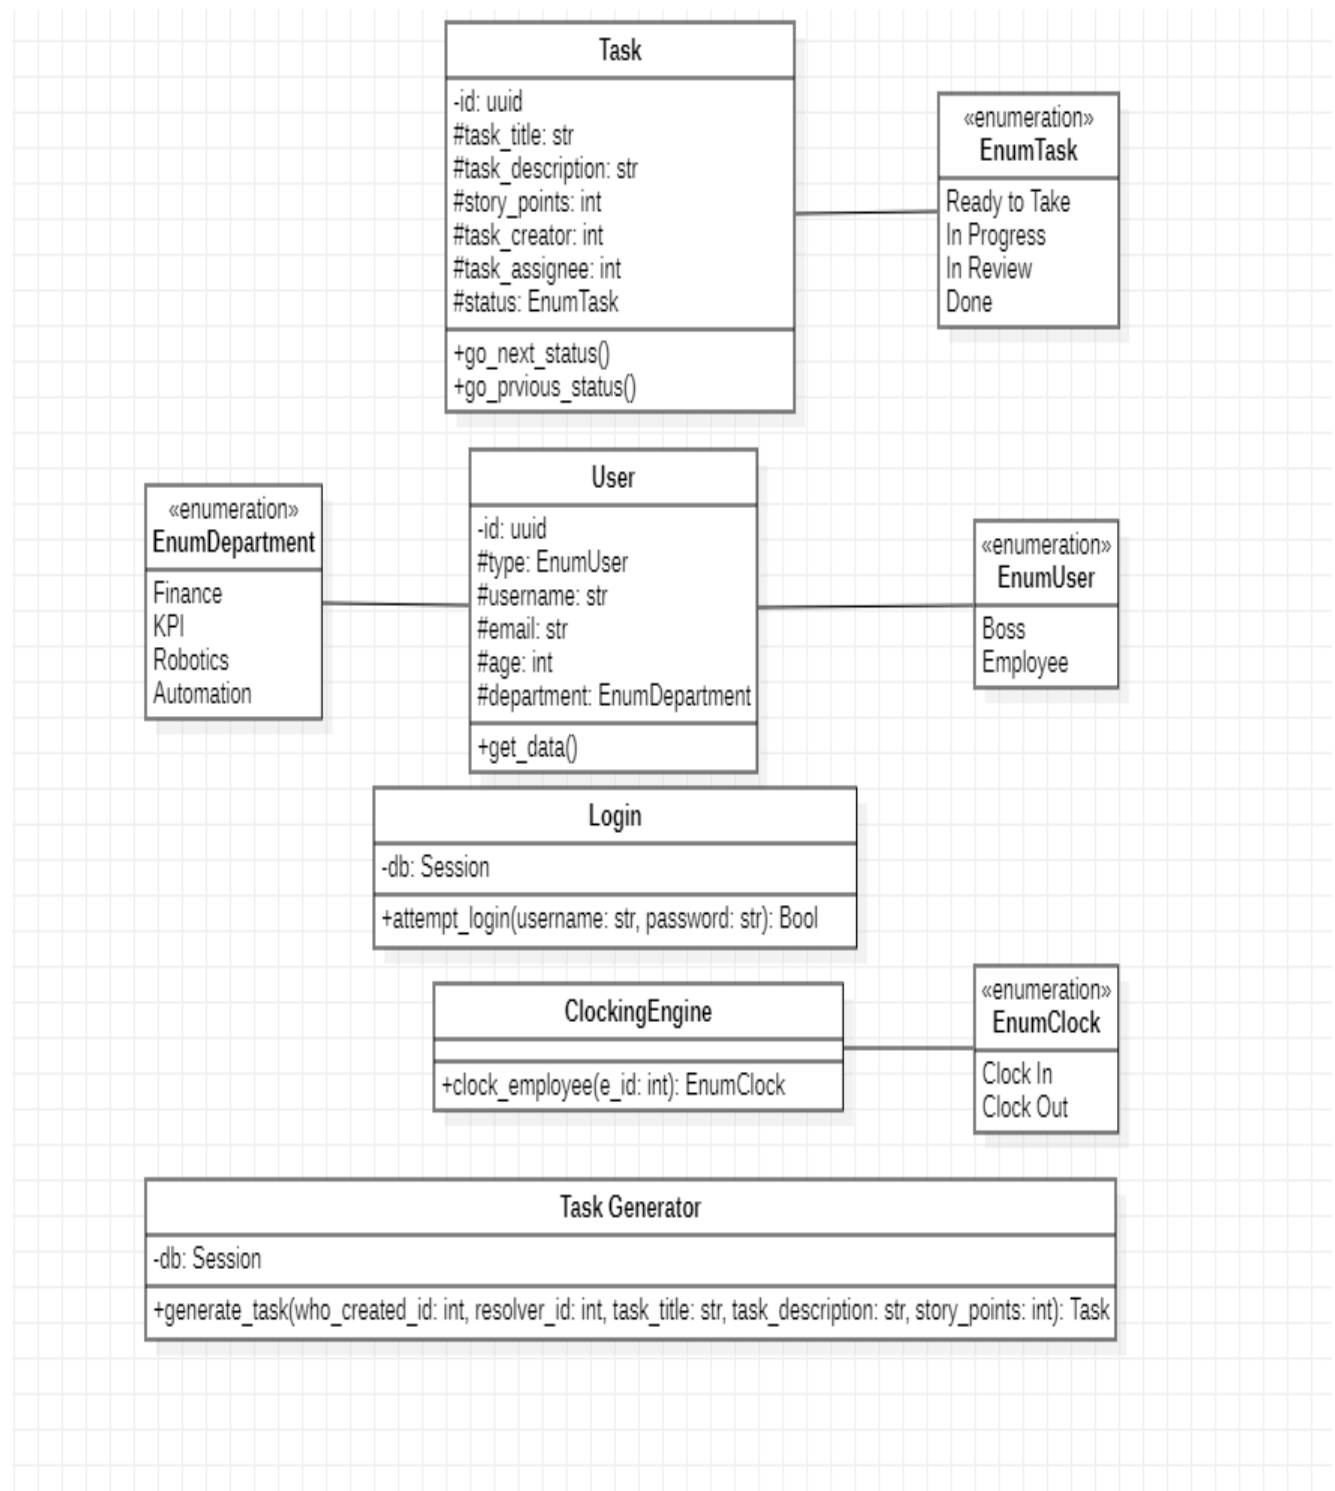 Task
-id: uuid
#task_title: str
#task_description: str
#story_points: int
#task_creator: int
#task_assignee: int
#status: EnumTask
+go_next_status()
+go_prvious_status()
«enumeration»
EnumTask
Ready to Take
In Progress
In Review
Done
«enumeration»
EnumDepartment
Finance
KPI
Robotics
Automation
User
-id: uuid
#type: EnumUser
#username: str
#email: str
#age: int
#department: EnumDepartment
+get_data()
«enumeration»
EnumUser
Boss
Employee
Login
-db: Session
+attempt_login(username: str, password: str): Bool
ClockingEngine
+clock_employee(e_id: int): EnumClock
«enumeration»
EnumClock
Clock In
Clock Out
Task Generator
-db: Session
+generate_task(who_created_id: int, resolver_id: int, task_title: str, task_description: str, story_points: int): Task